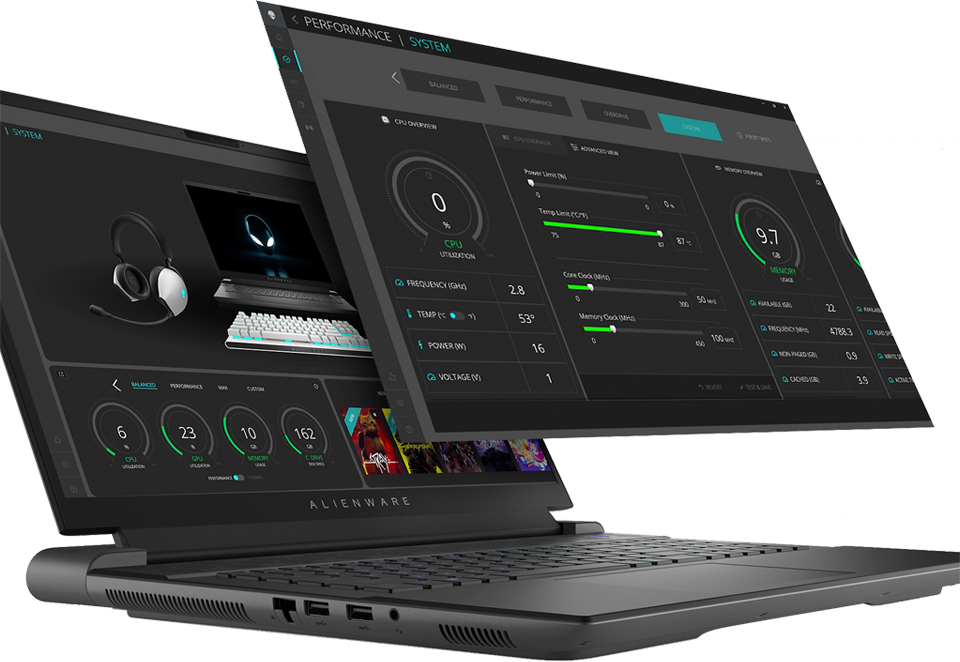 PERFORMANCE | SYSTEM
BALANCED
PERFORMANCE
OVERDRIVE
CUSTOM
CPU OVERVIEW
0
%
CPU
UTILIZATION
FREQUENCY (GHz) 2.8
TEMP (°C °F) 53°
POWER (W) 16
VOLTAGE (V) 1
CPU OVERVIEW
ADVANCED VIEW
Power Limit (%)
0 0 0 %
Temp Limit (°C/°F)
75 87 87 °C
Core Clock (MHz)
0 300 50 MHz
Memory Clock (MHz)
0 450 100 MHz
REVERT
TEST & SAVE
MEMORY OVERVIEW
9.7
GB
MEMORY
USAGE
AVAILABLE (GB) 22
FREQUENCY (MHz) 4788.3
NON-PAGED (GB) 0.9
CACHED (GB) 3.9
| SYSTEM
BALANCED PERFORMANCE MAX CUSTOM
6
%
CPU
UTILIZATION
23
%
GPU
UTILIZATION
10
GB
MEMORY
USAGE
162
GB
C DRIVE
DISK SPACE
PERFORMANCE
STRAY
ALIENWARE